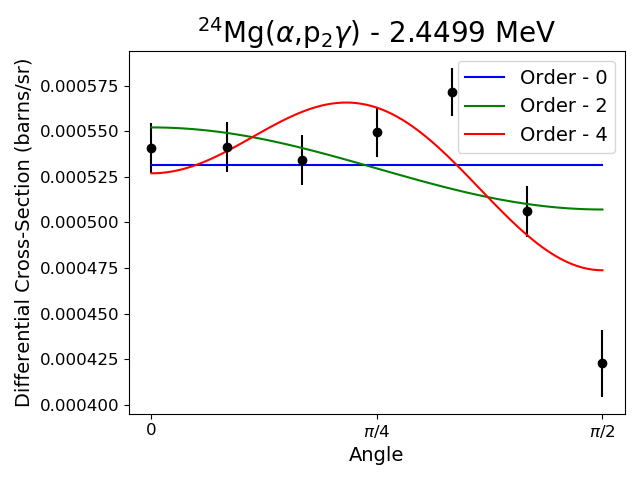 ²⁴Mg(α,p₂γ) - 2.4499 MeV
Differential Cross-Section (barns/sr)
0.000575
0.000550
0.000525
0.000500
0.000475
0.000450
0.000425
0.000400
Order - 0
Order - 2
Order - 4
0
π/4
π/2
Angle